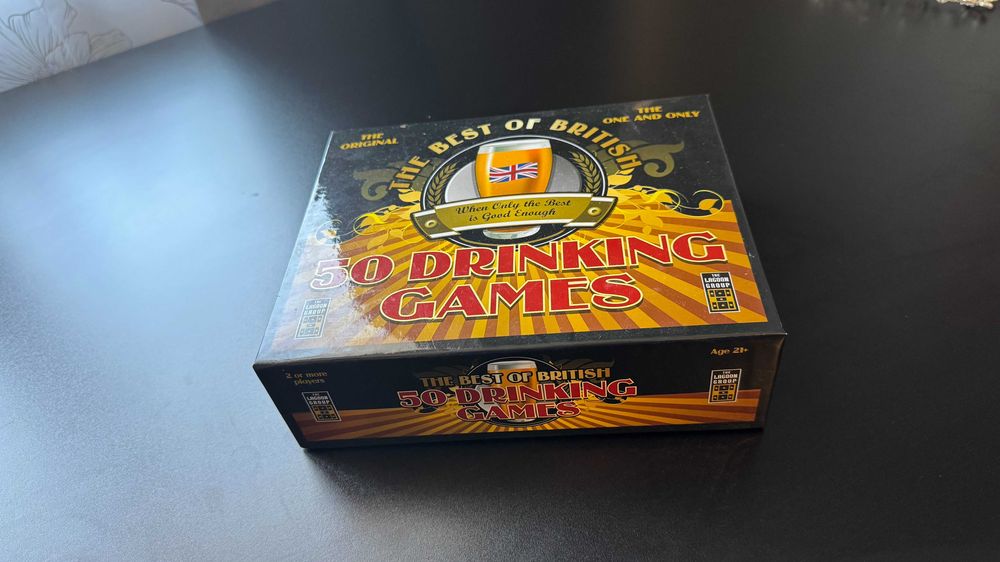 THE
ORIGINAL
THE BEST OF BRITISH
THE
ONE AND ONLY
When Only the Best
is Good Enough
50 DRINKING
GAMES
THE
LAGOON
GROUP
THE
LAGOON
GROUP
2 or more
players
Age 21+
THE BEST OF BRITISH
50 DRINKING
GAMES
THE
LAGOON
GROUP
THE
LAGOON
GROUP